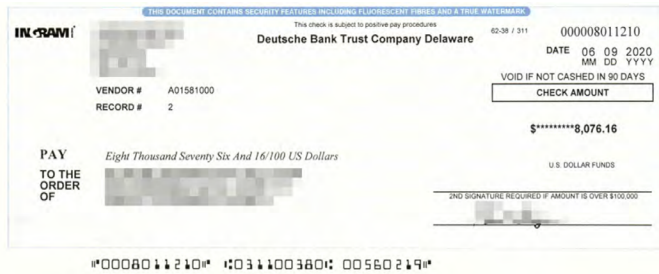 THIS DOCUMENT CONTAINS SECURITY FEATURES INCLUDING FLUORESCENT FIBRES AND A TRUE WATERMARK
INGRAM
This check is subject to positive pay procedures
Deutsche Bank Trust Company Delaware
62-38 / 311
000008011210
DATE 06 09 2020
MM DD YYYY
VOID IF NOT CASHED IN 90 DAYS
VENDOR # A01581000
CHECK AMOUNT
RECORD # 2
$*********8,076.16
PAY Eight Thousand Seventy Six And 16/100 US Dollars
U.S. DOLLAR FUNDS
TO THE
ORDER
OF
2ND SIGNATURE REQUIRED IF AMOUNT IS OVER $100,000
⑈0008011210⑈ ⑆031100380⑆ 00560219⑈